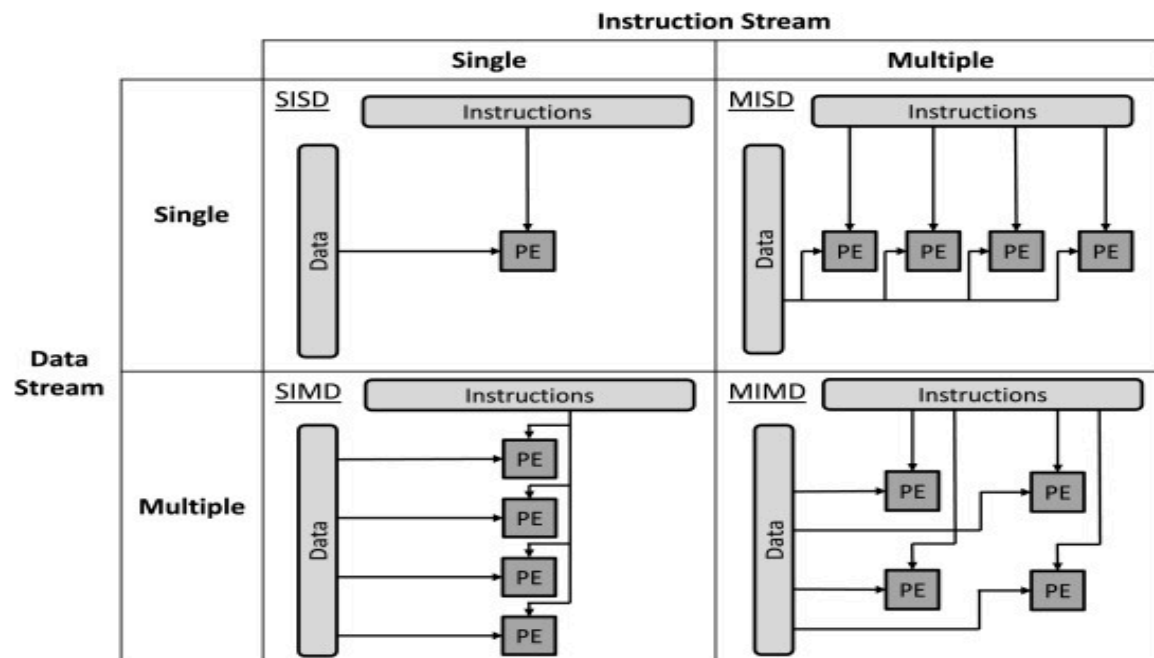 Instruction Stream
Single
Multiple
Single
SISD
Instructions
Data
PE
MISD
Instructions
Data
PE PE PE PE
Data
Stream
Multiple
SIMD
Instructions
Data
PE
PE
PE
PE
MIMD
Instructions
Data
PE PE
PE PE